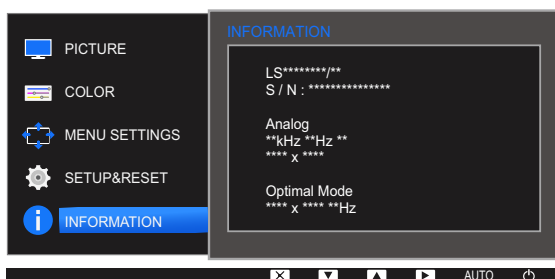 PICTURE
COLOR
MENU SETTINGS
SETUP&RESET
INFORMATION
INFORMATION
LS********/**
S / N : ***************
Analog
**kHz **Hz **
**** x ****
Optimal Mode
**** x **** **Hz
AUTO